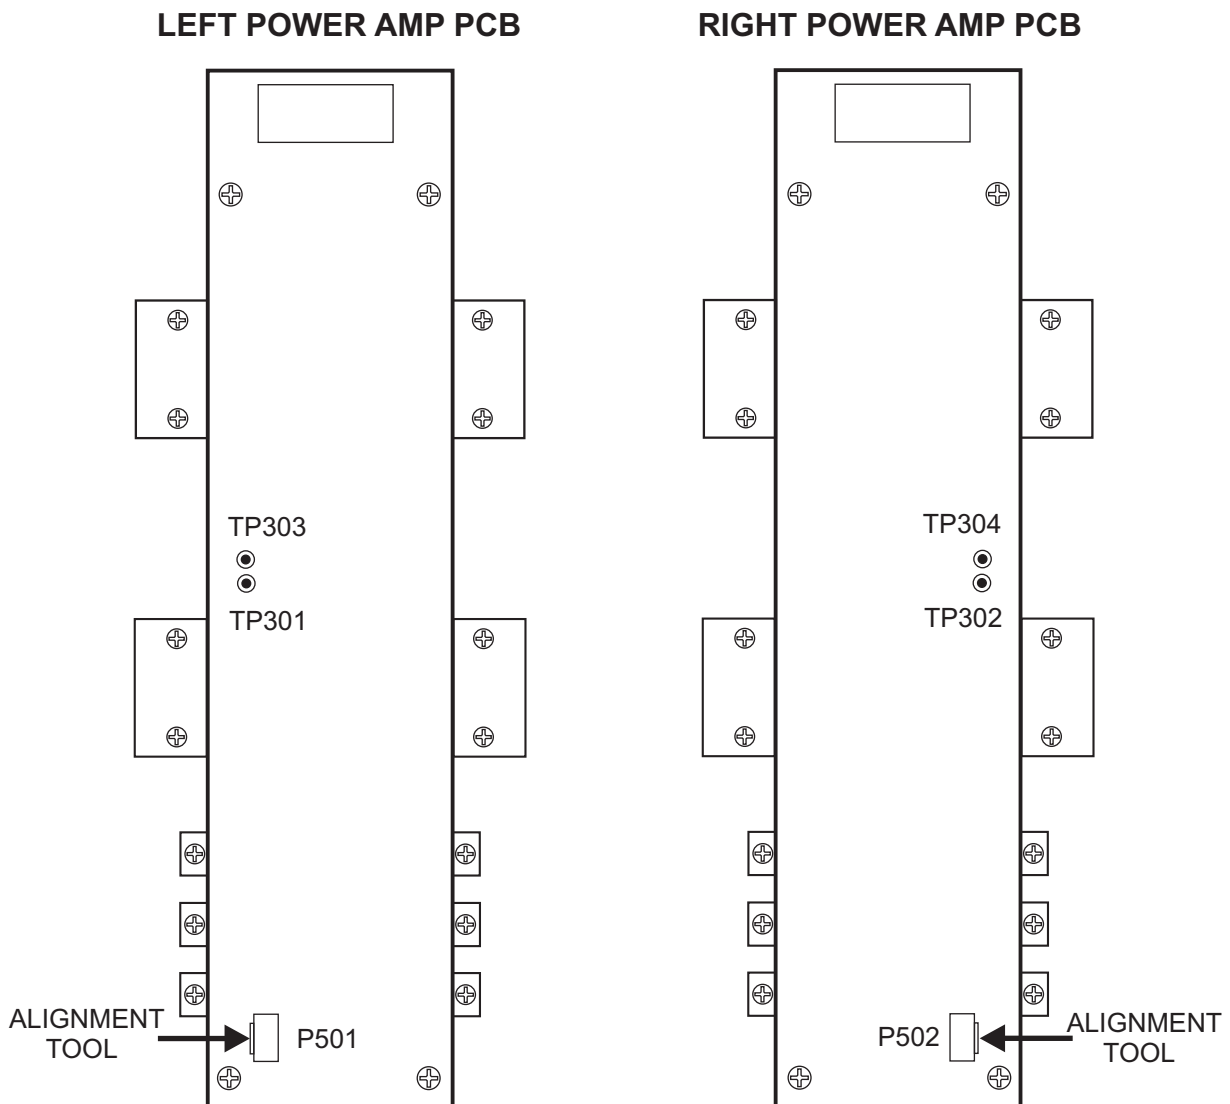 LEFT POWER AMP PCB
RIGHT POWER AMP PCB
TP303
TP301
TP304
TP302
ALIGNMENT
TOOL
P501
P502
ALIGNMENT
TOOL